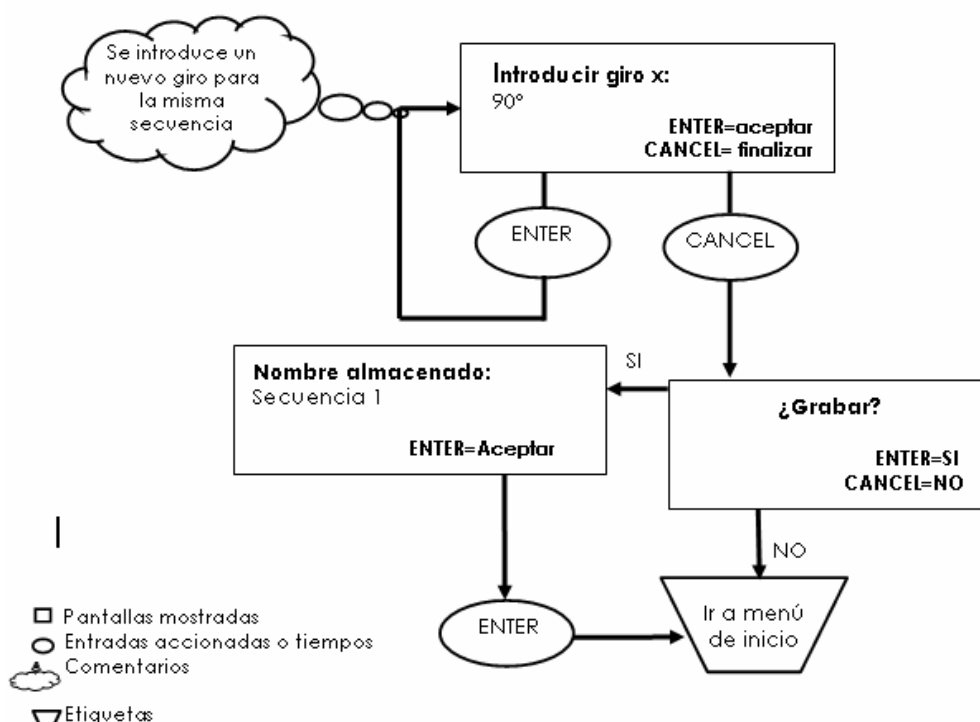 Se introduce un
nuevo giro para
la misma
secuencia
Introducir giro x:
90°
ENTER=aceptar
CANCEL= finalizar
ENTER
CANCEL
SI
Nombre almacenado:
Secuencia 1
ENTER=Aceptar
¿Grabar?
ENTER=SI
CANCEL=NO
NO
ENTER
Ir a menú
de inicio
Pantallas mostradas
Entradas accionadas o tiempos
Comentarios
Etiquetas